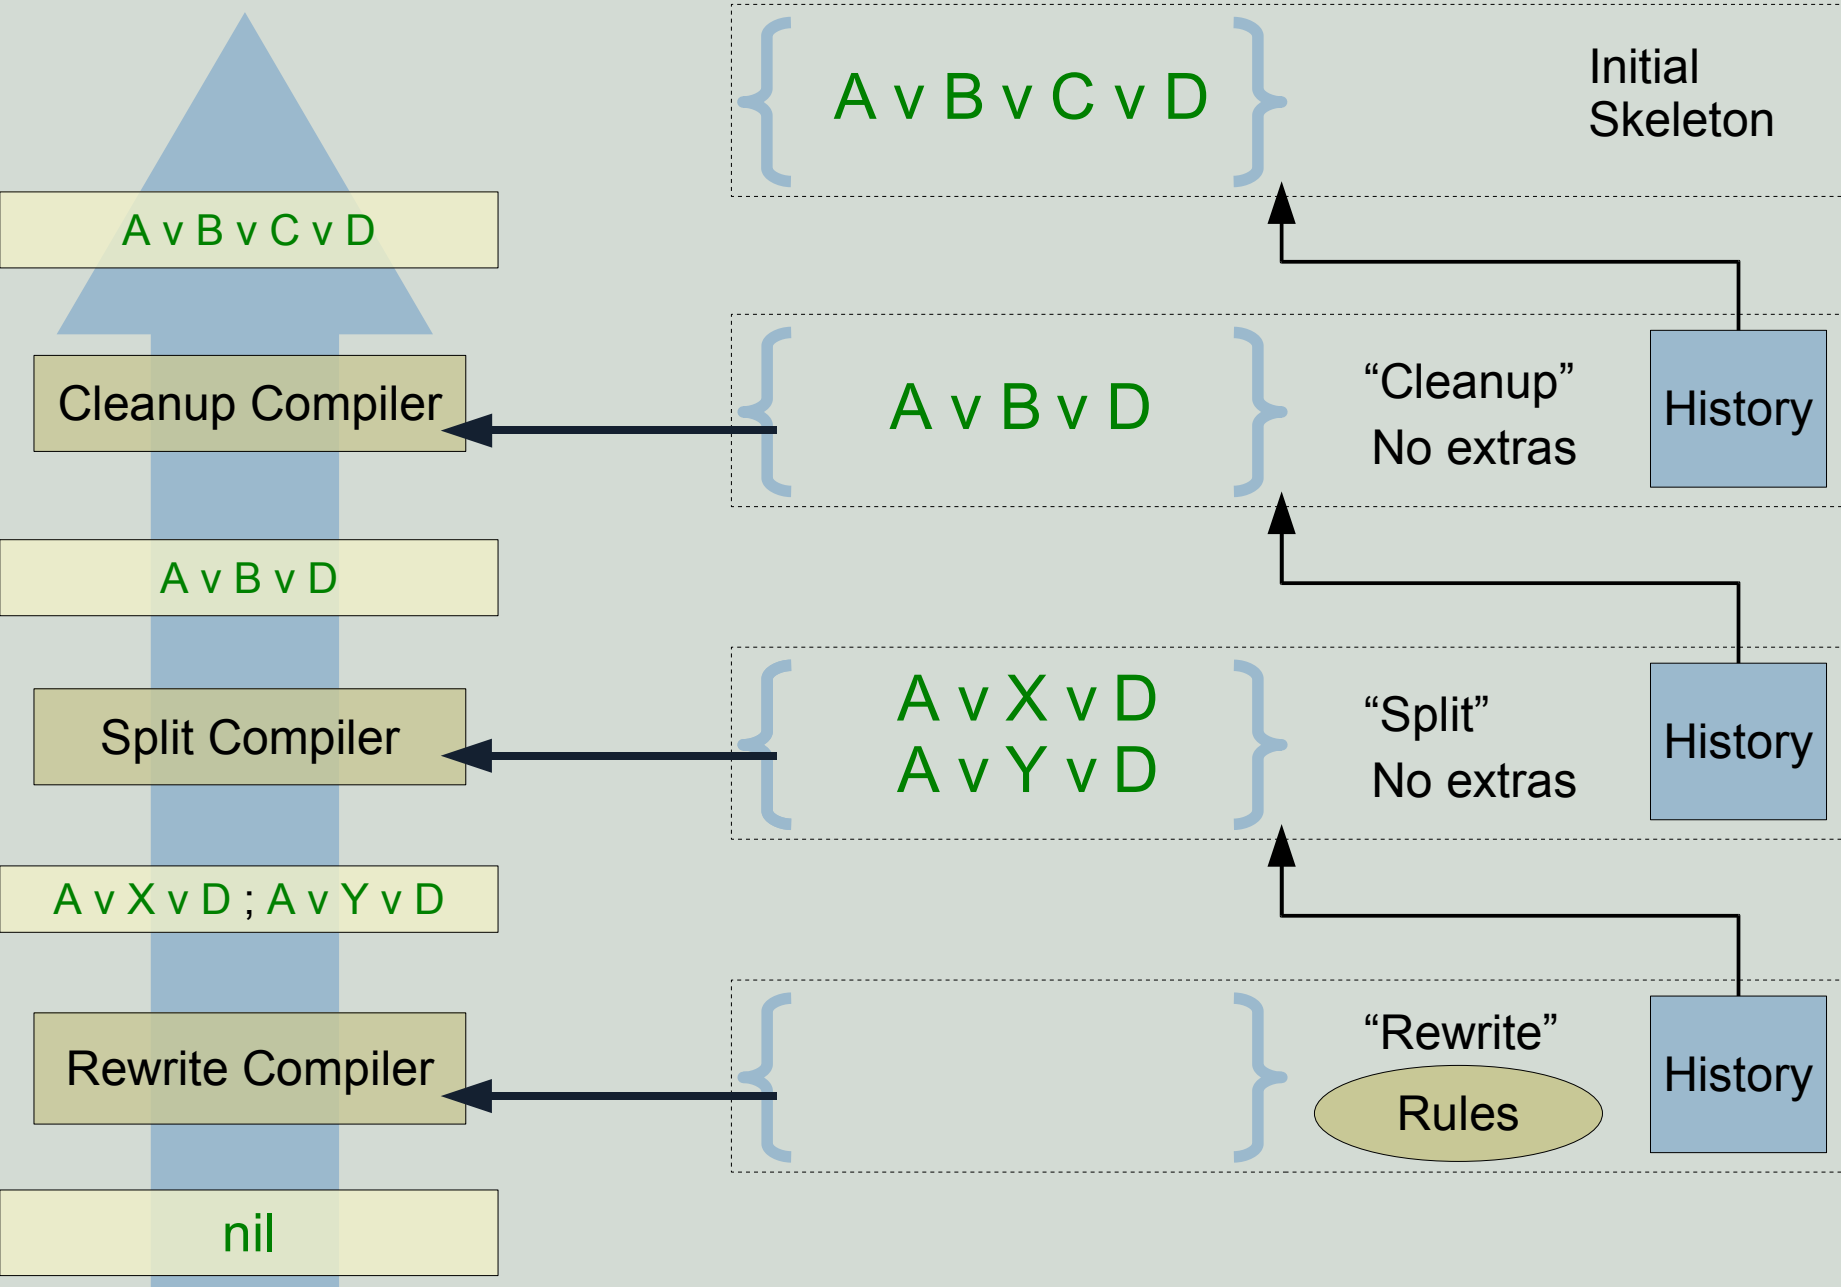 A v B v C v D
Initial
Skeleton
A v B v C v D
Cleanup Compiler
A v B v D
“Cleanup”
No extras
History
A v B v D
Split Compiler
A v X v D
A v Y v D
“Split”
No extras
History
A v X v D ; A v Y v D
Rewrite Compiler
“Rewrite”
Rules
History
nil